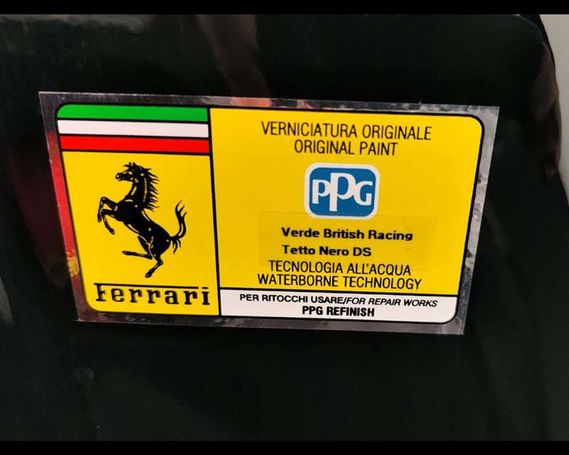 VERNICIATURA ORIGINALE
ORIGINAL PAINT
PPG
Verde British Racing
Tetto Nero DS
TECNOLOGIA ALL'ACQUA
WATERBORNE TECHNOLOGY
Ferrari
PER RITOCCHI USARE/FOR REPAIR WORKS
PPG REFINISH